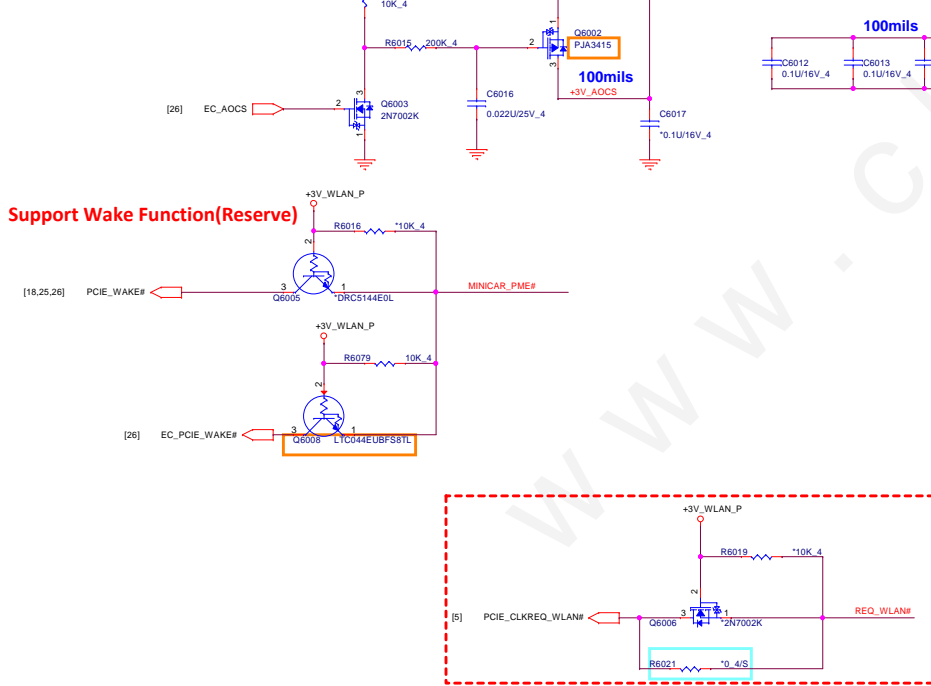 10K_4
100mils
Q6002
1
R6015 200K_4
2
PJA3415
C6012
0.1U/16V_4
C6013
0.1U/16V_4
3
100mils
+3V_AOCS
C6016
0.022U/25V_4
[26] EC_AOCS
3
2
Q6003
2N7002K
1
C6017
*0.1U/16V_4
+3V_WLAN_P
Support Wake Function(Reserve)
R6016 *10K_4
2
[18,25,26] PCIE_WAKE#
3
1
MINICAR_PME#
Q6005
*DRC5144E0L
+3V_WLAN_P
R6079 10K_4
2
[26] EC_PCIE_WAKE#
3
1
Q6008 LTC044EUBFS8TL
+3V_WLAN_P
R6019 *10K_4
2
[5] PCIE_CLKREQ_WLAN#
3
1
REQ_WLAN#
Q6006
*2N7002K
R6021 *0_4/S
w w w . c